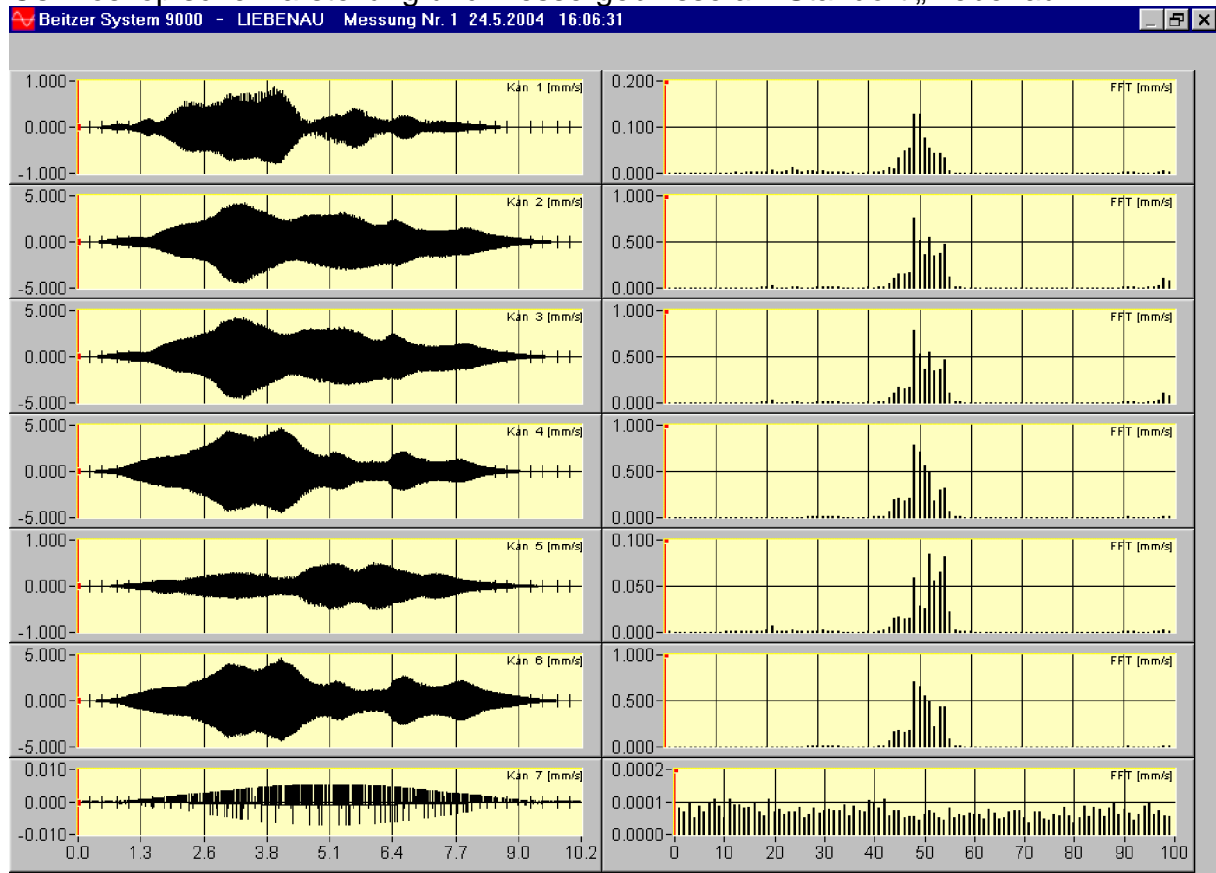 Beitzer System 9000 - LIEBENAU Messung Nr. 1 24.5.2004 16:06:31
1.000
0.000
-1.000
Kan 1 [mm/s]
0.200
0.100
0.000
FFT [mm/s]
5.000
0.000
-5.000
Kan 2 [mm/s]
1.000
0.500
0.000
FFT [mm/s]
5.000
0.000
-5.000
Kan 3 [mm/s]
1.000
0.500
0.000
FFT [mm/s]
5.000
0.000
-5.000
Kan 4 [mm/s]
1.000
0.500
0.000
FFT [mm/s]
1.000
0.000
-1.000
Kan 5 [mm/s]
0.100
0.050
0.000
FFT [mm/s]
5.000
0.000
-5.000
Kan 6 [mm/s]
1.000
0.500
0.000
FFT [mm/s]
0.010
0.000
-0.010
Kan 7 [mm/s]
0.0002
0.0001
0.0000
FFT [mm/s]
0.0 1.3 2.6 3.8 5.1 6.4 7.7 9.0 10.2
0 10 20 30 40 50 60 70 80 90 100